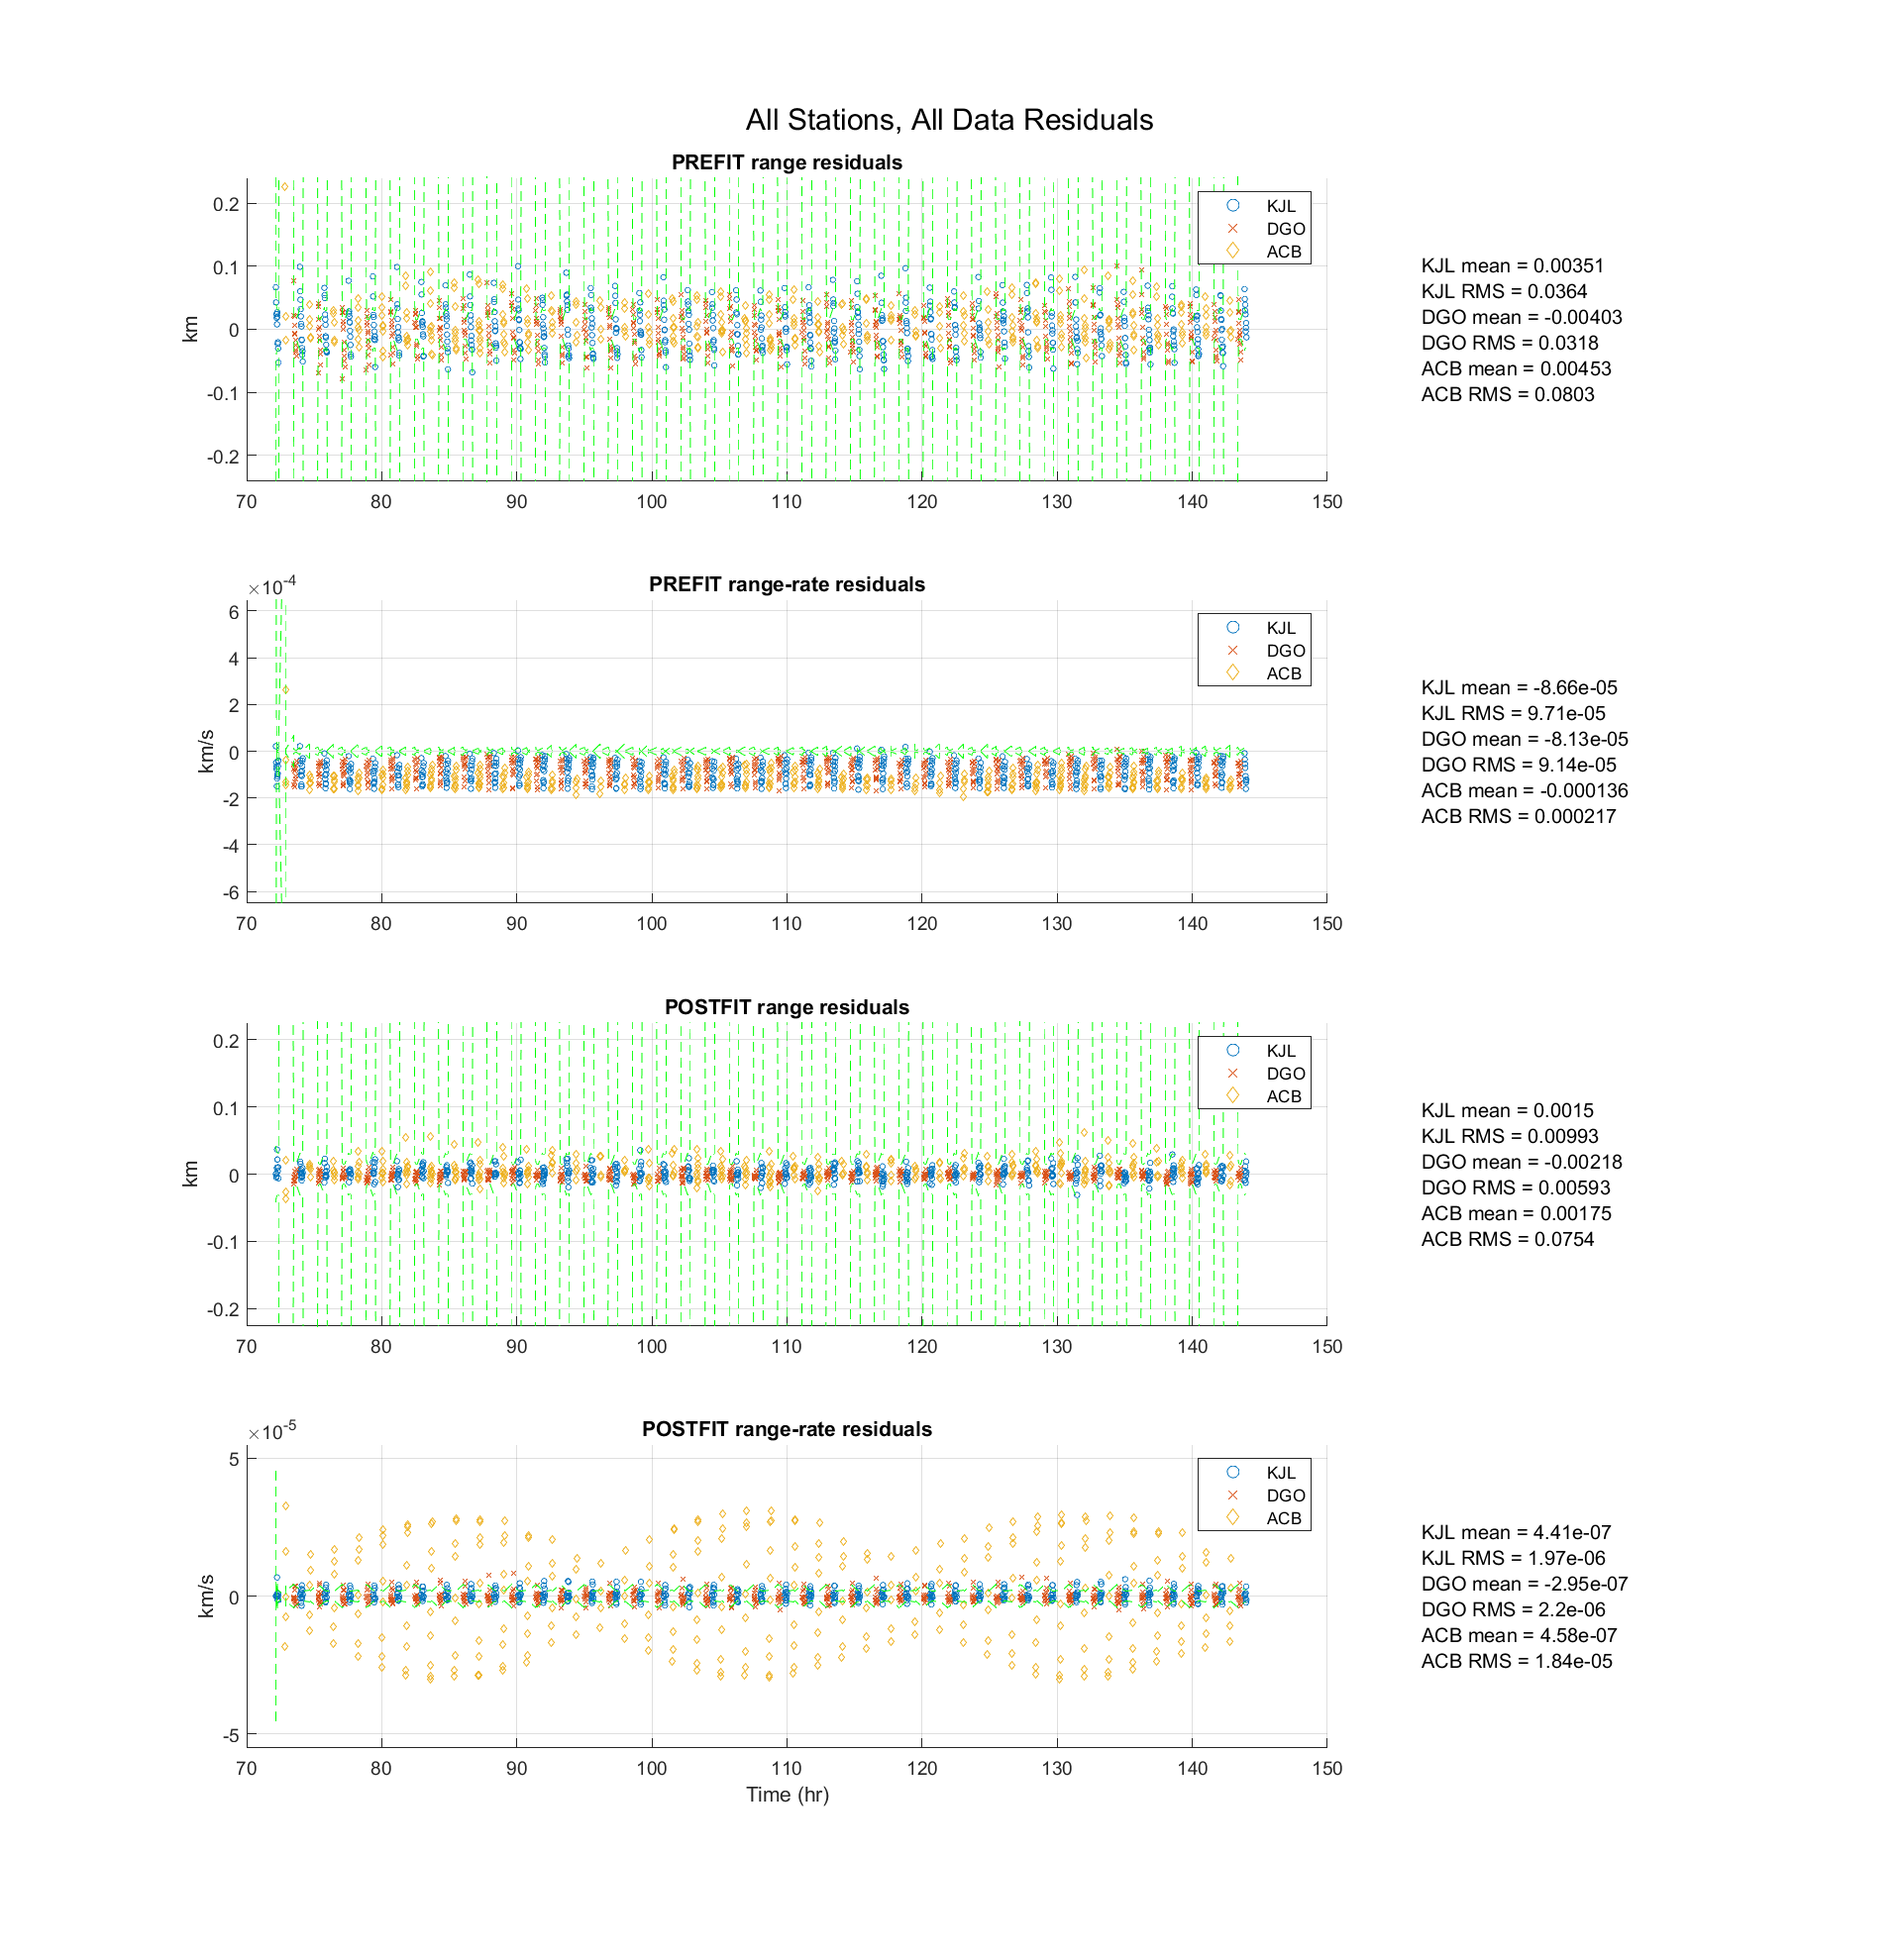 All Stations, All Data Residuals
PREFIT range residuals
0.2
0.1
0
-0.1
-0.2
km
70 80 90 100 110 120 130 140 150
KJL
DGO
ACB
KJL mean = 0.00351
KJL RMS = 0.0364
DGO mean = -0.00403
DGO RMS = 0.0318
ACB mean = 0.00453
ACB RMS = 0.0803
PREFIT range-rate residuals
×10-4
6
4
2
0
-2
-4
-6
km/s
70 80 90 100 110 120 130 140 150
KJL
DGO
ACB
KJL mean = -8.66e-05
KJL RMS = 9.71e-05
DGO mean = -8.13e-05
DGO RMS = 9.14e-05
ACB mean = -0.000136
ACB RMS = 0.000217
POSTFIT range residuals
0.2
0.1
0
-0.1
-0.2
km
70 80 90 100 110 120 130 140 150
KJL
DGO
ACB
KJL mean = 0.0015
KJL RMS = 0.00993
DGO mean = -0.00218
DGO RMS = 0.00593
ACB mean = 0.00175
ACB RMS = 0.0754
POSTFIT range-rate residuals
×10-5
5
0
-5
km/s
70 80 90 100 110 120 130 140 150
Time (hr)
KJL
DGO
ACB
KJL mean = 4.41e-07
KJL RMS = 1.97e-06
DGO mean = -2.95e-07
DGO RMS = 2.2e-06
ACB mean = 4.58e-07
ACB RMS = 1.84e-05